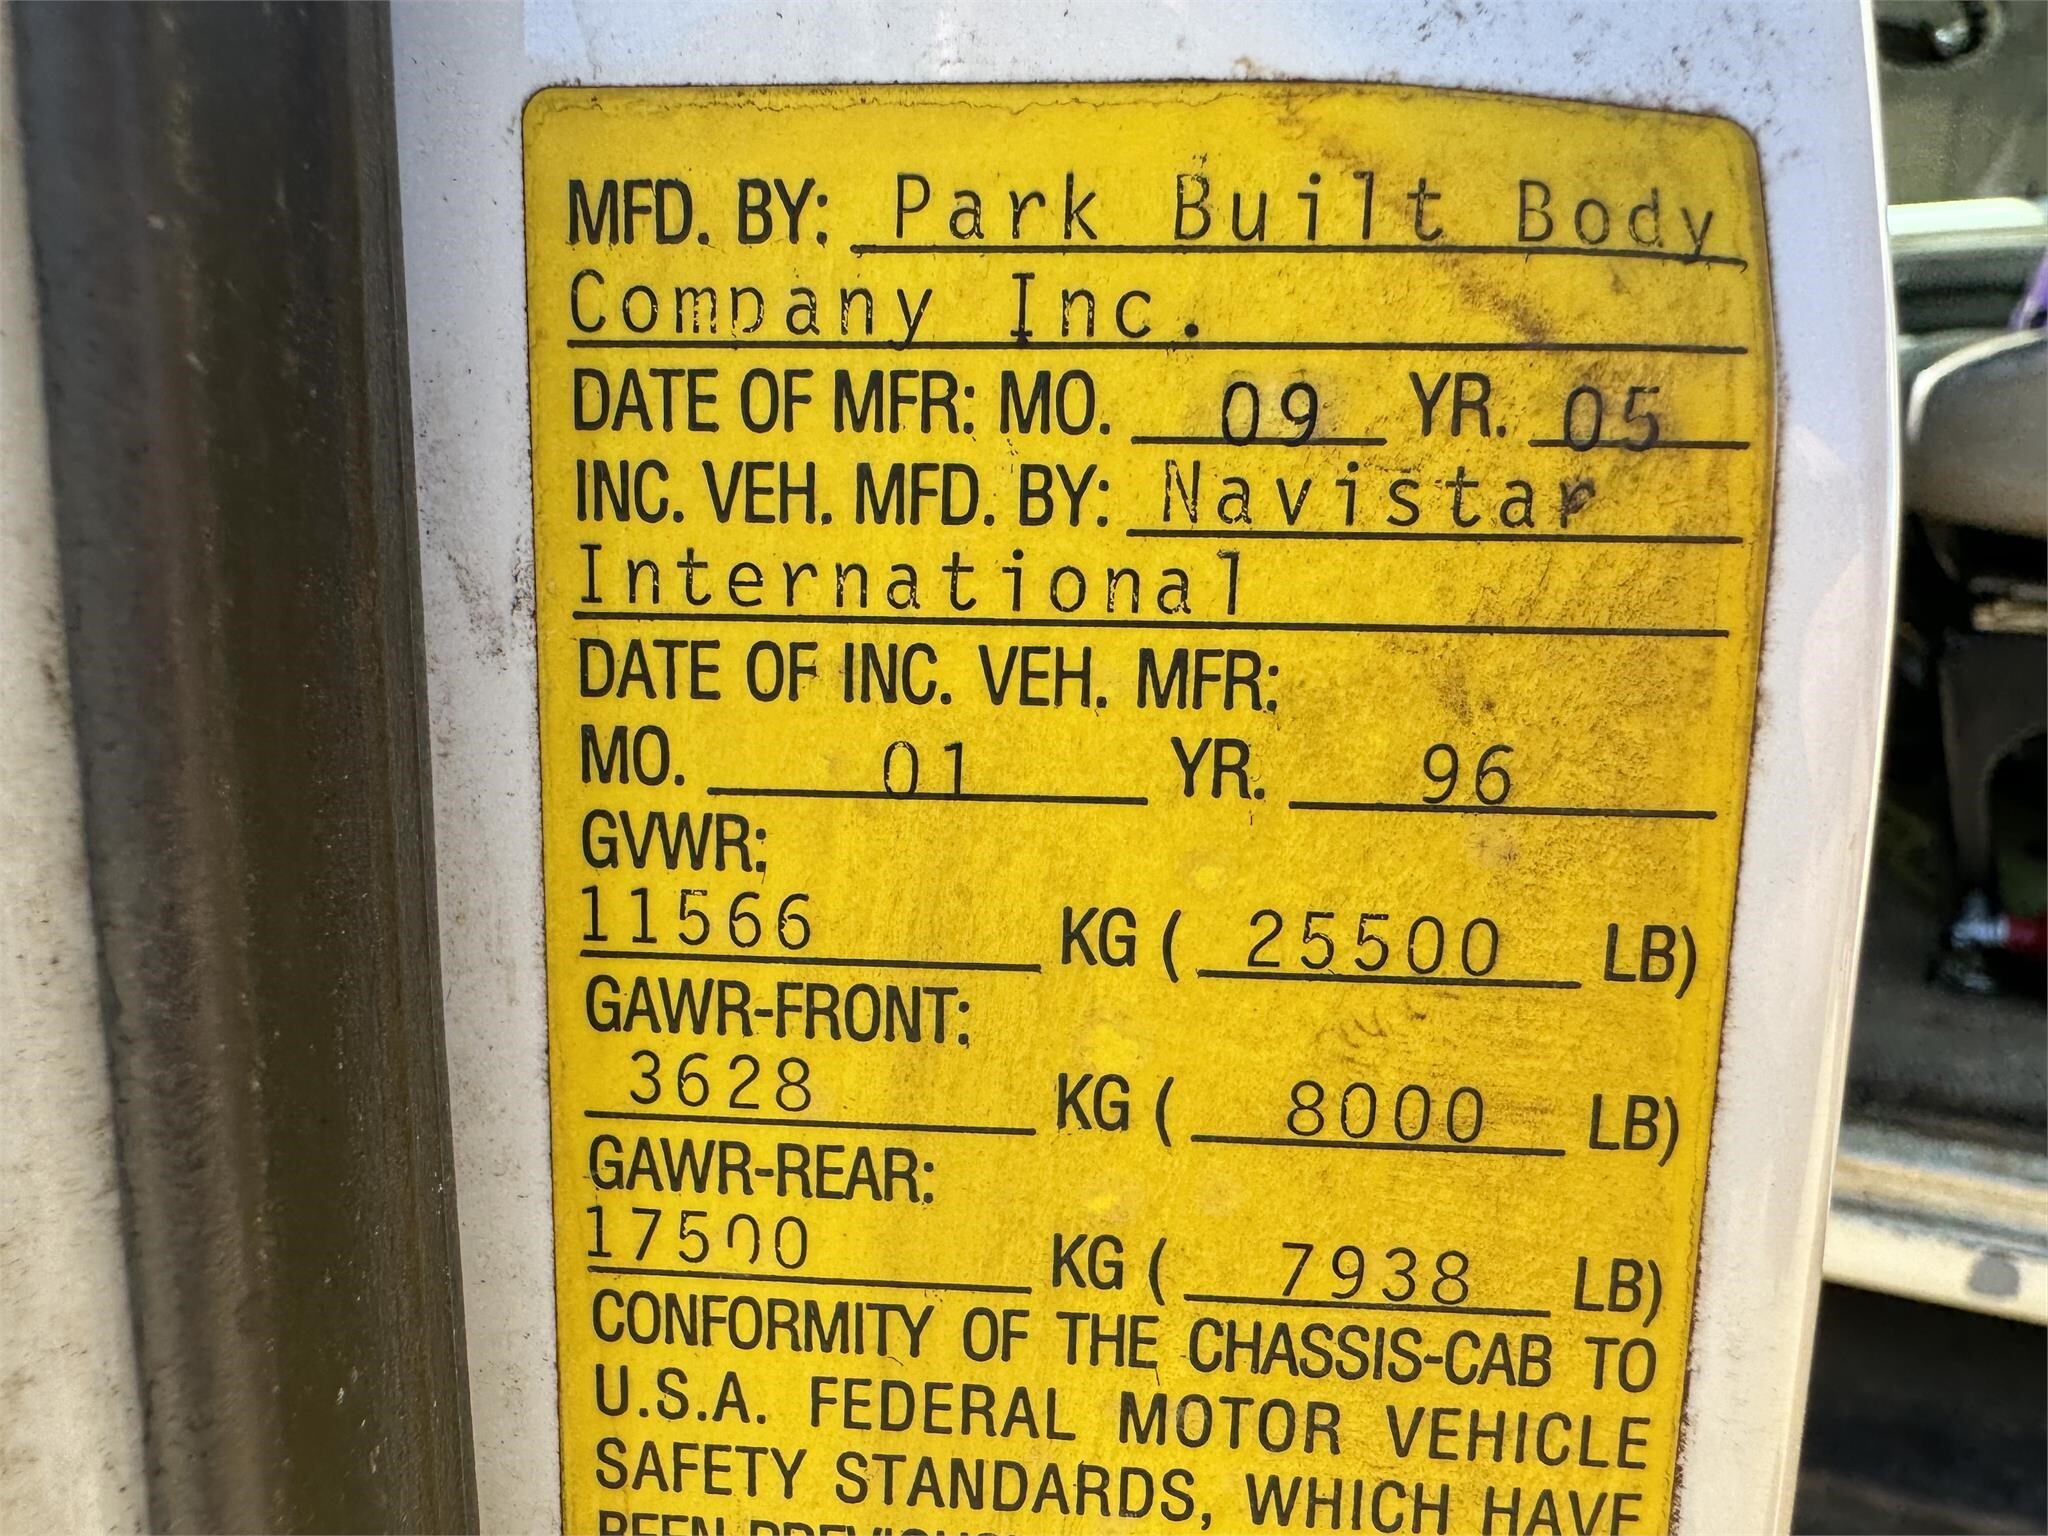 MFD. BY: Park Built Body
Company Inc.
DATE OF MFR: MO. 09 YR. 05
INC. VEH. MFD. BY: Navistar
International
DATE OF INC. VEH. MFR:
MO. 01 YR. 96
GVWR:
11566 KG ( 25500 LB)
GAWR-FRONT:
3628 KG ( 8000 LB)
GAWR-REAR:
17500 KG ( 7938 LB)
CONFORMITY OF THE CHASSIS-CAB TO
U.S.A. FEDERAL MOTOR VEHICLE
SAFETY STANDARDS, WHICH HAVE
BEEN